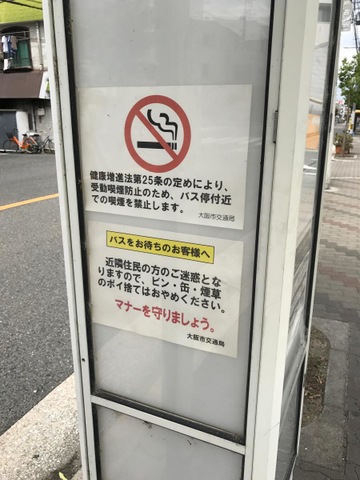 健康増進法第25条の定めにより、
受動喫煙防止のため、バス停付近
での喫煙を禁止します。
大阪市交通局
バスをお待ちのお客様へ
近隣住民の方のご迷惑とな
りますので、ビン・缶・煙草
のポイ捨てはおやめください。
マナーを守りましょう。
大阪市交通局